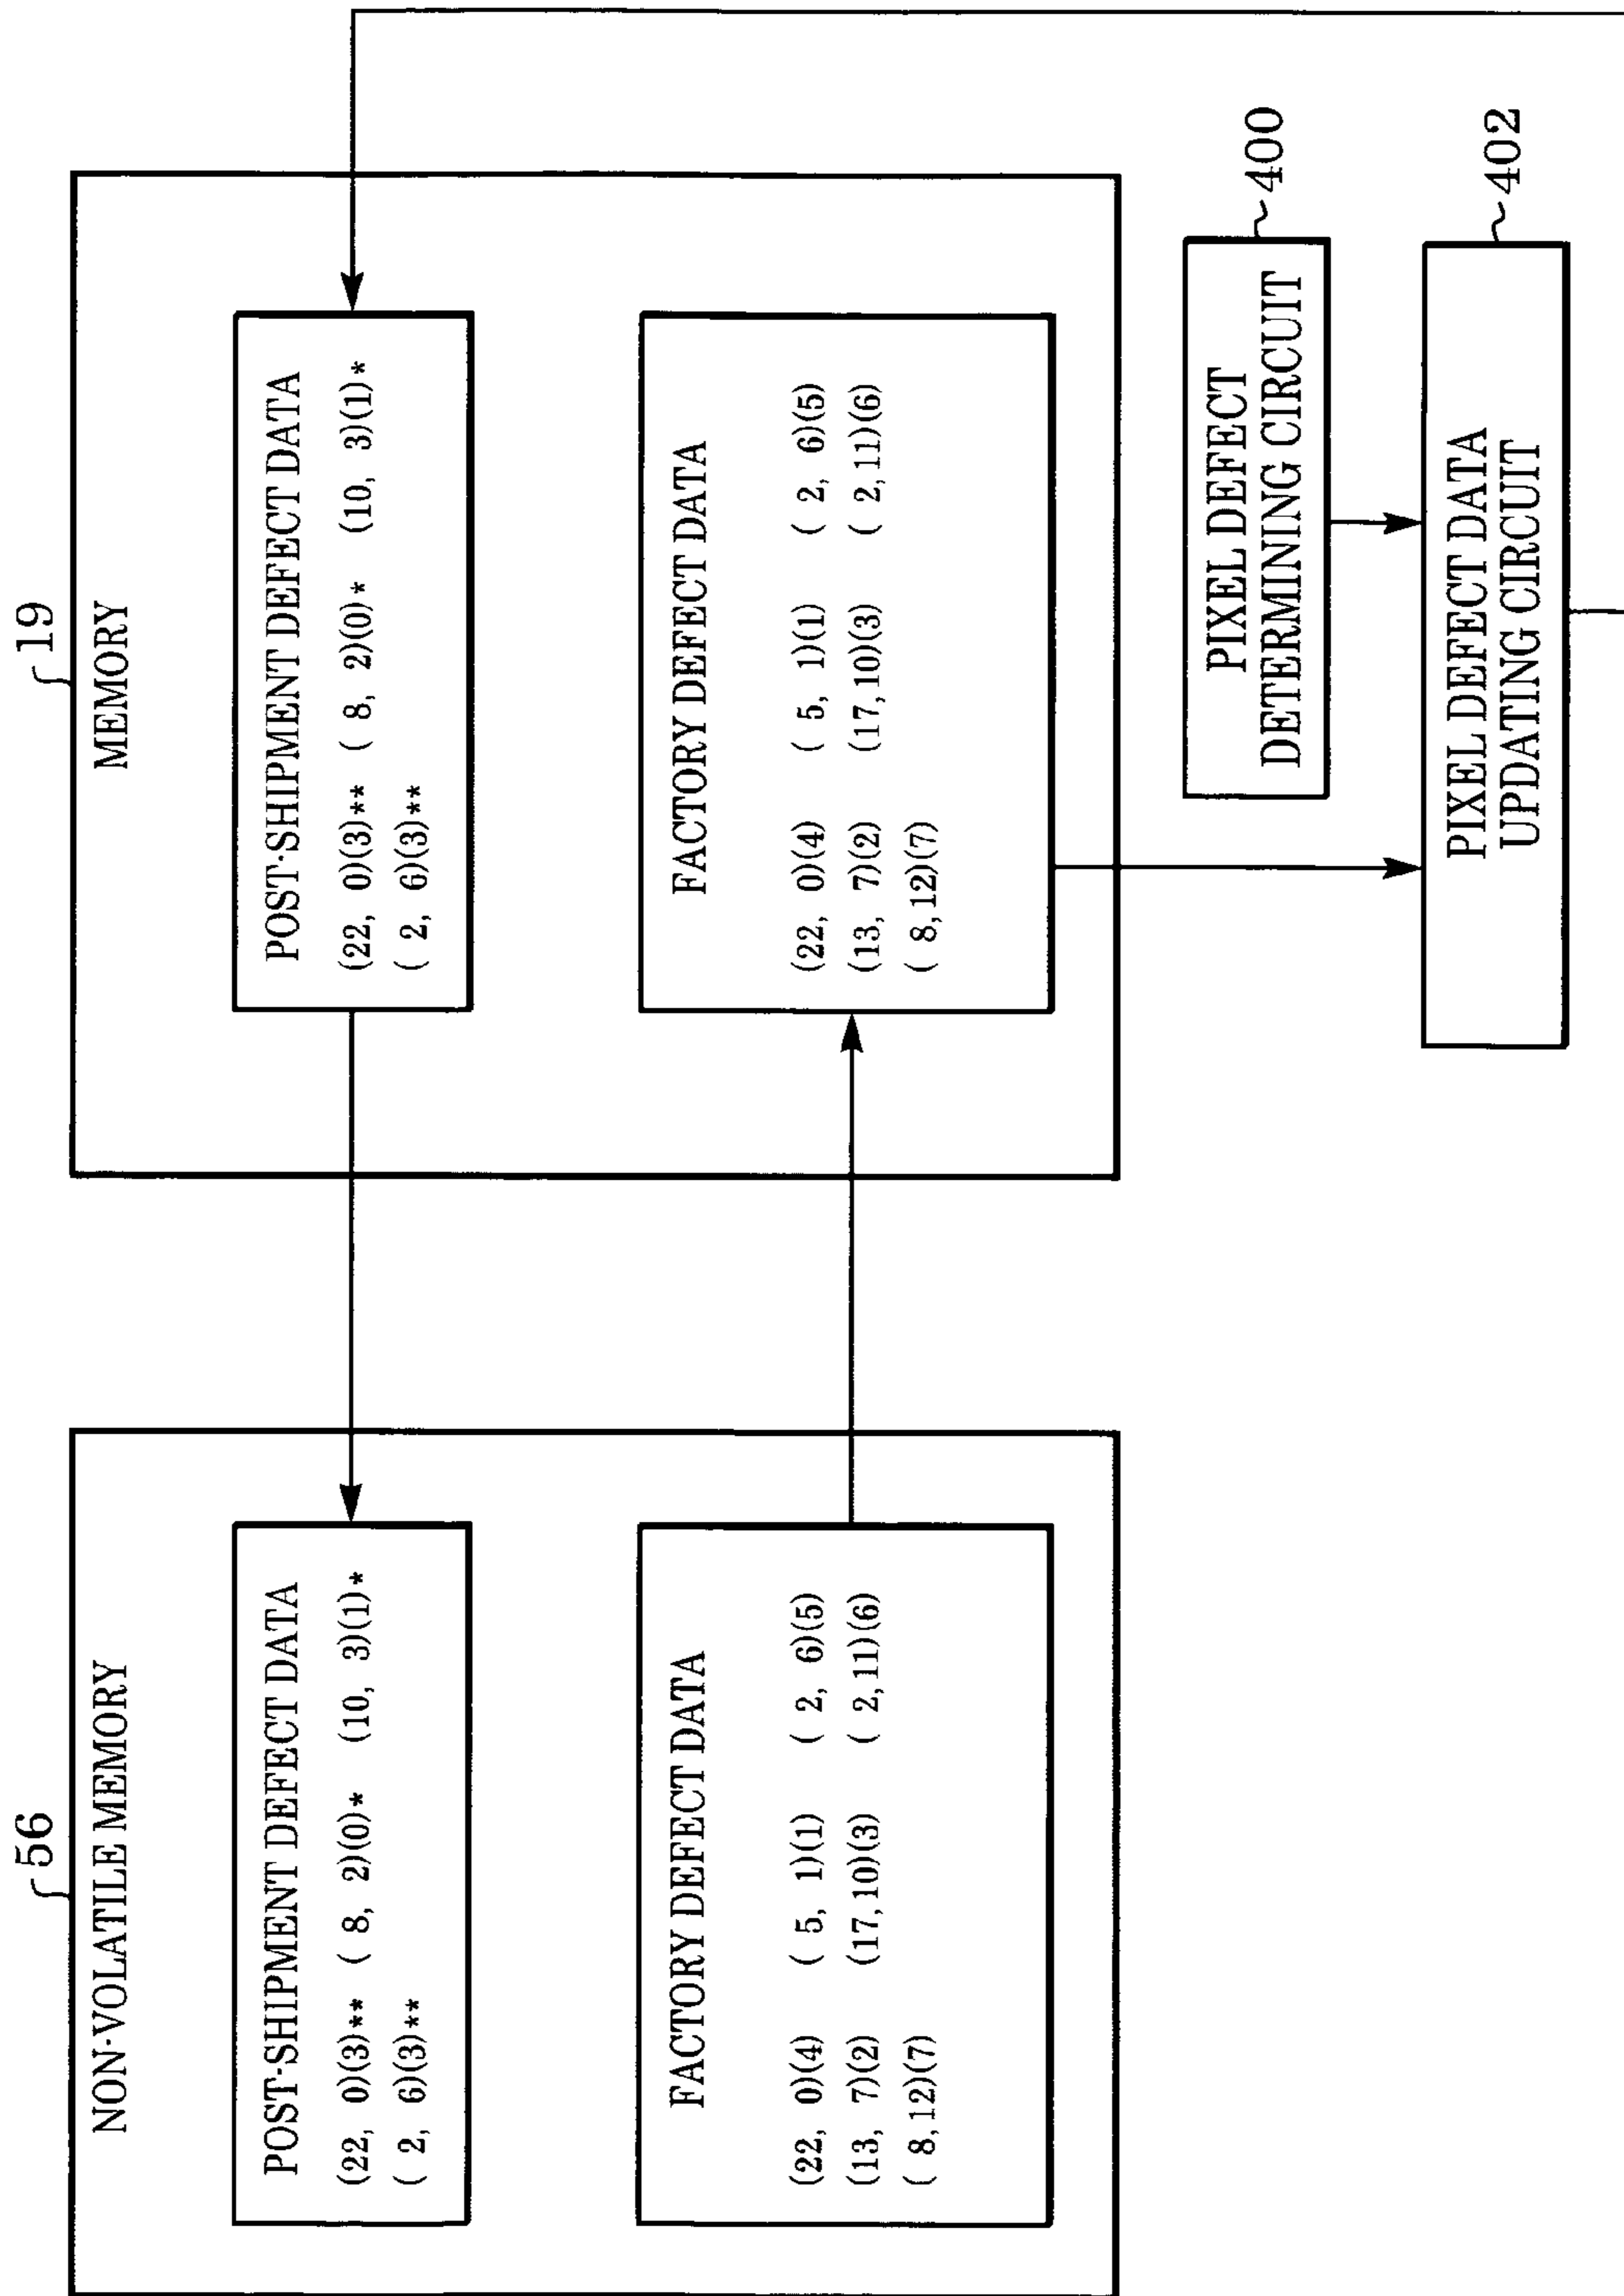 56
NON-VOLATILE MEMORY
POST-SHIPMENT DEFECT DATA
(22, 0)(3)** ( 8, 2)(0)* (10, 3)(1)*
( 2, 6)(3)**
FACTORY DEFECT DATA
(22, 0)(4) ( 5, 1)(1) ( 2, 6)(5)
(13, 7)(2) (17,10)(3) ( 2,11)(6)
( 8,12)(7)
19
MEMORY
POST-SHIPMENT DEFECT DATA
(22, 0)(3)** ( 8, 2)(0)* (10, 3)(1)*
( 2, 6)(3)**
FACTORY DEFECT DATA
(22, 0)(4) ( 5, 1)(1) ( 2, 6)(5)
(13, 7)(2) (17,10)(3) ( 2,11)(6)
( 8,12)(7)
PIXEL DEFECT
DETERMINING CIRCUIT
400
PIXEL DEFECT DATA
UPDATING CIRCUIT
402